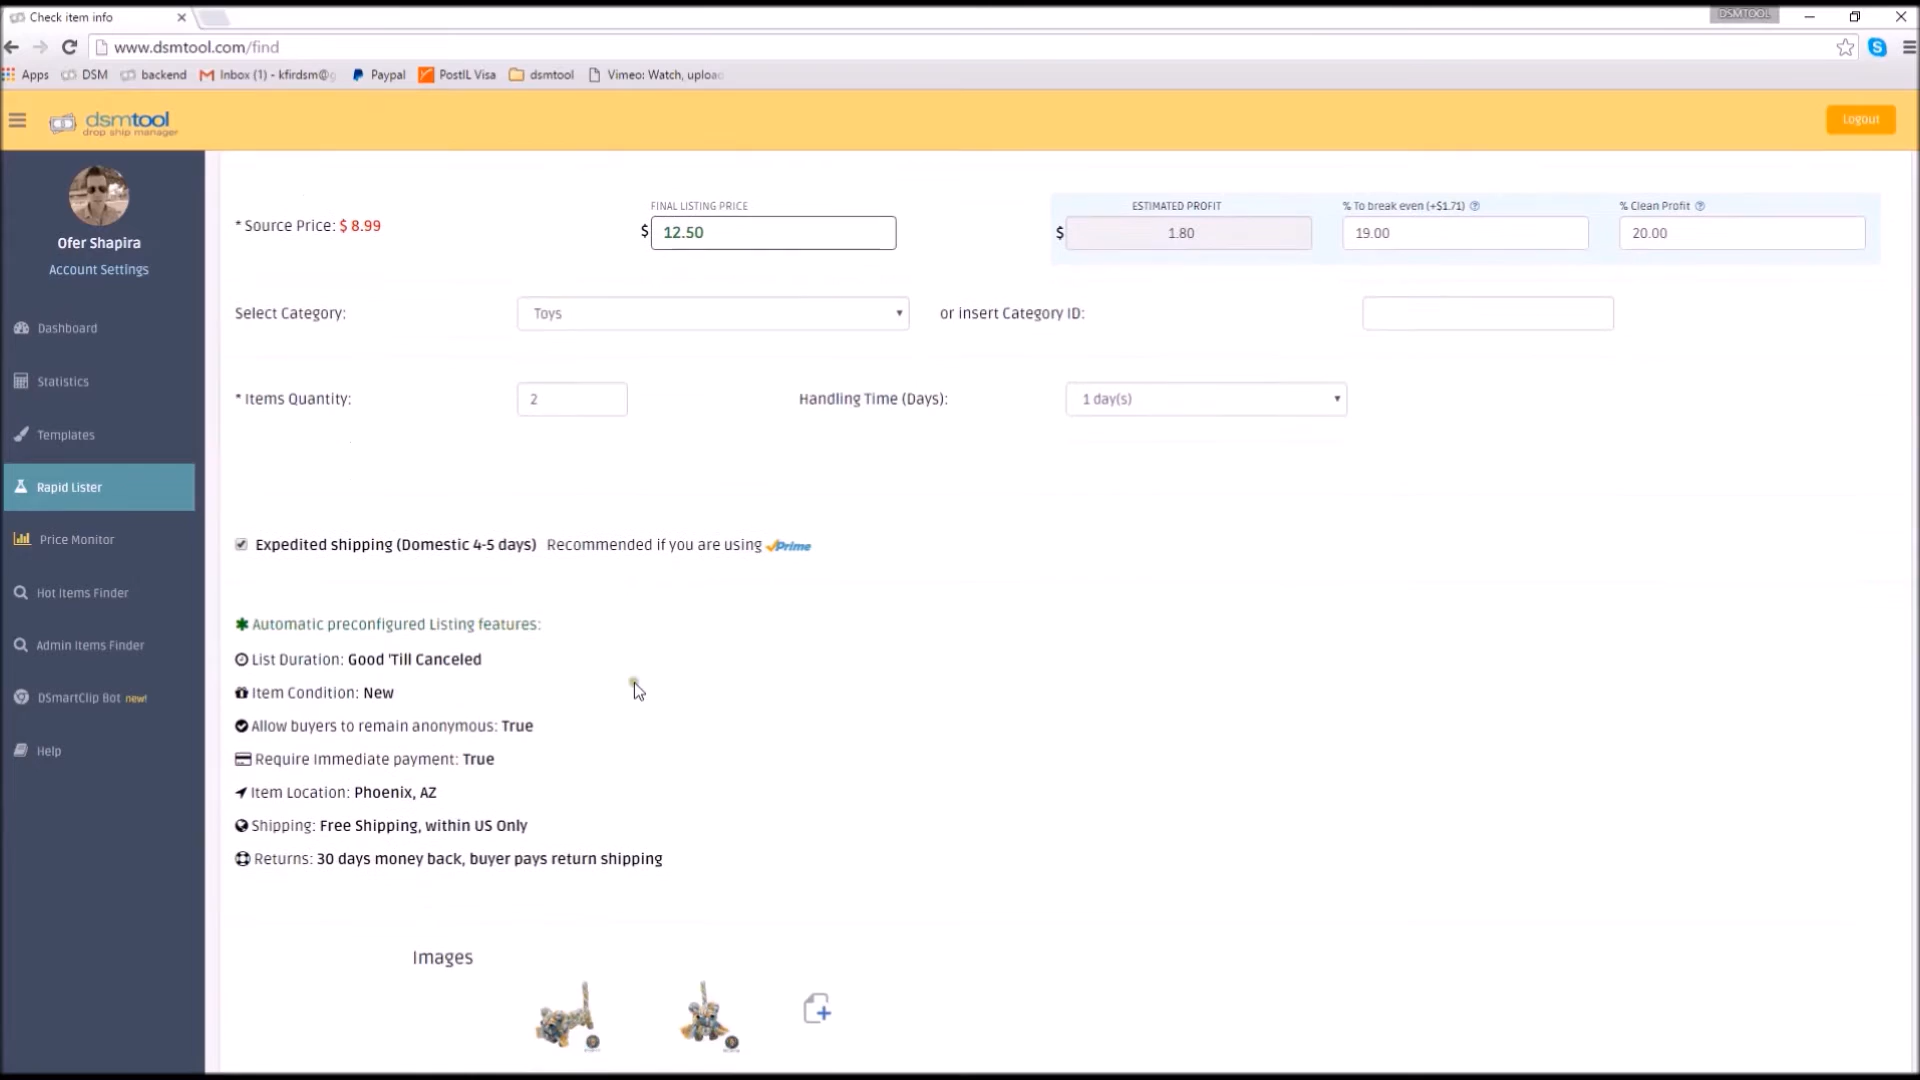 Check item info
DSMTOOL
www.dsmtool.com/find
Apps DSM backend Inbox (1) - kfirdsm@ Paypal PostIL Visa dsmtool Vimeo: Watch, uploa
dsmtool
drop ship manager
Logout
Ofer Shapira
Account Settings
Dashboard
Statistics
Templates
Rapid Lister
Price Monitor
Hot Items Finder
Admin Items Finder
DSmartClip Bot new!
Help
FINAL LISTING PRICE ESTIMATED PROFIT % To break even (+$1.71) % Clean Profit
* Source Price: $ 8.99 $ 12.50 $ 1.80 19.00 20.00
Select Category: Toys or insert Category ID:
* Items Quantity: 2 Handling Time (Days): 1 day(s)
Expedited shipping (Domestic 4-5 days) Recommended if you are using Prime
Automatic preconfigured Listing features:
List Duration: Good 'Till Canceled
Item Condition: New
Allow buyers to remain anonymous: True
Require Immediate payment: True
Item Location: Phoenix, AZ
Shipping: Free Shipping, within US Only
Returns: 30 days money back, buyer pays return shipping
Images